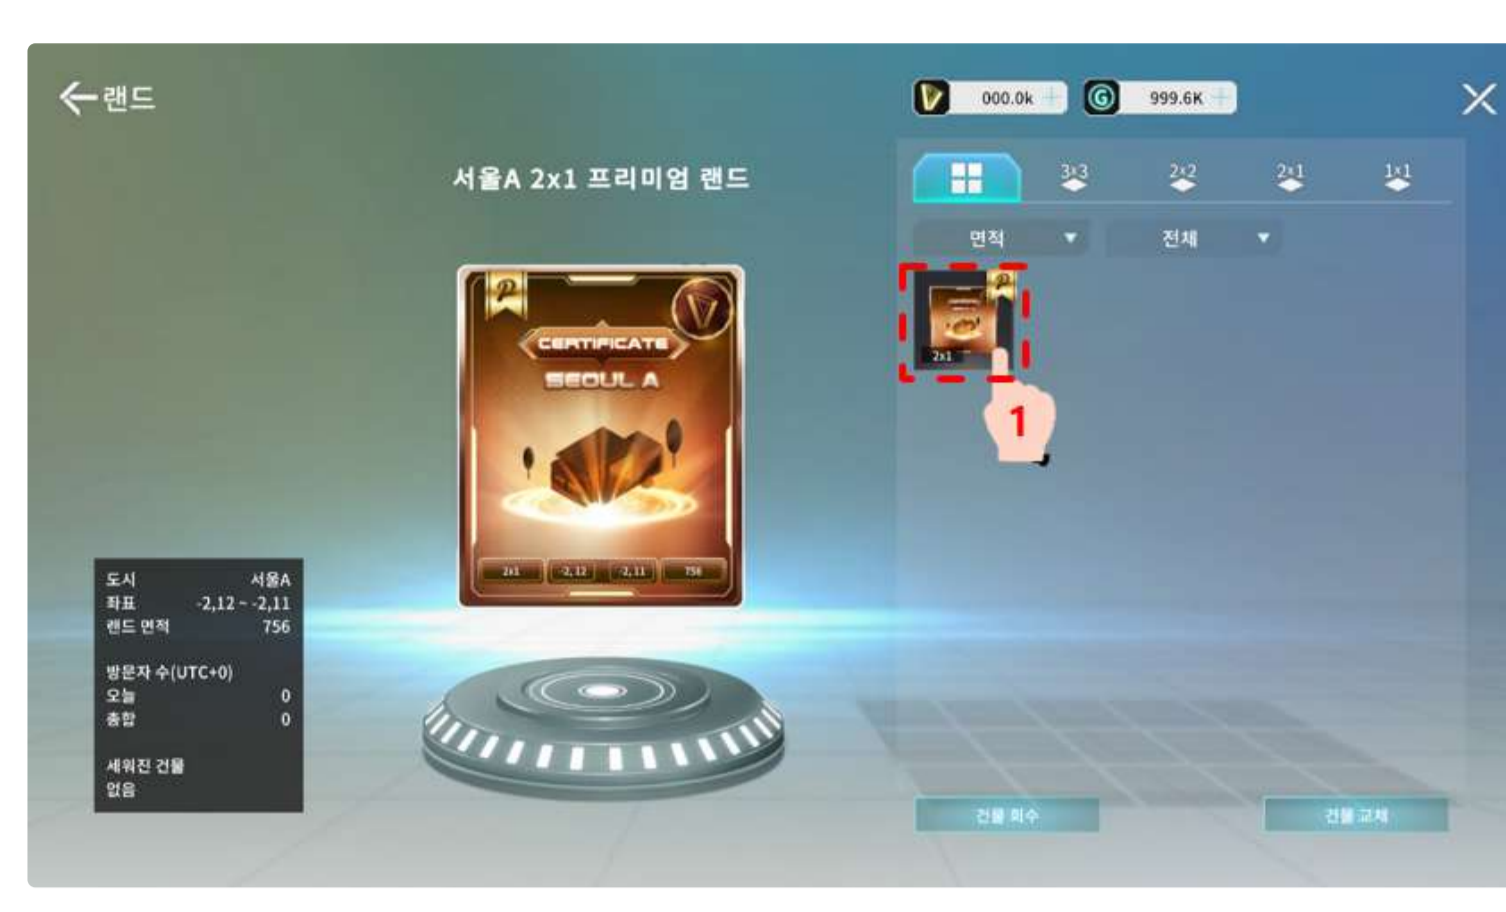 랜드
000.0k
999.6K
서울A 2x1 프리미엄 랜드
3x3
2x2
2x1
1x1
면적
전체
P
P
2x1
1
CERTIFICATE
SEOUL A
2x1
-2, 12
-2, 11
756
도시 서울A
좌표 -2,12 ~ -2,11
랜드 면적 756
방문자 수(UTC+0)
오늘 0
총합 0
세워진 건물
없음
건물 회수
건물 교체